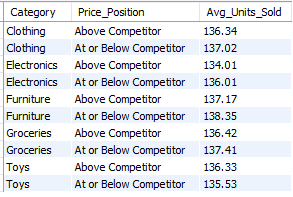 Category Price_Position Avg_Units_Sold
Clothing Above Competitor 136.34
Clothing At or Below Competitor 137.02
Electronics Above Competitor 134.01
Electronics At or Below Competitor 136.01
Furniture Above Competitor 137.17
Furniture At or Below Competitor 138.35
Groceries Above Competitor 136.42
Groceries At or Below Competitor 137.41
Toys Above Competitor 136.33
Toys At or Below Competitor 135.53